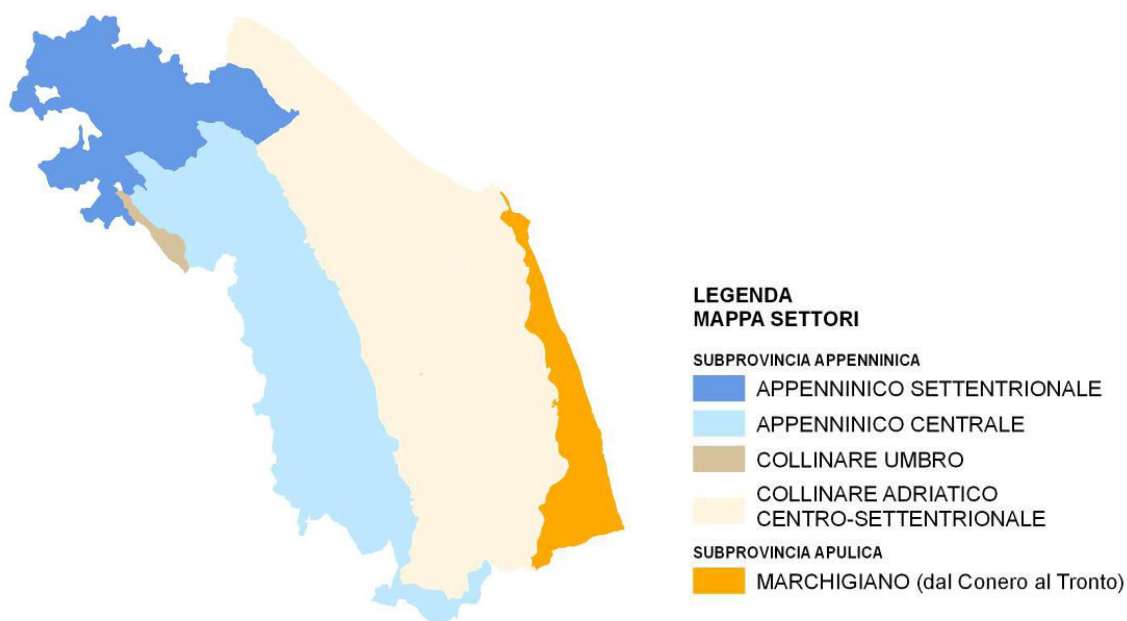 LEGENDA
MAPPA SETTORI
SUBPROVINCIA APPENNINICA
APPENNINICO SETTENTRIONALE
APPENNINICO CENTRALE
COLLINARE UMBRO
COLLINARE ADRIATICO
CENTRO-SETTENTRIONALE
SUBPROVINCIA APULICA
MARCHIGIANO (dal Conero al Tronto)